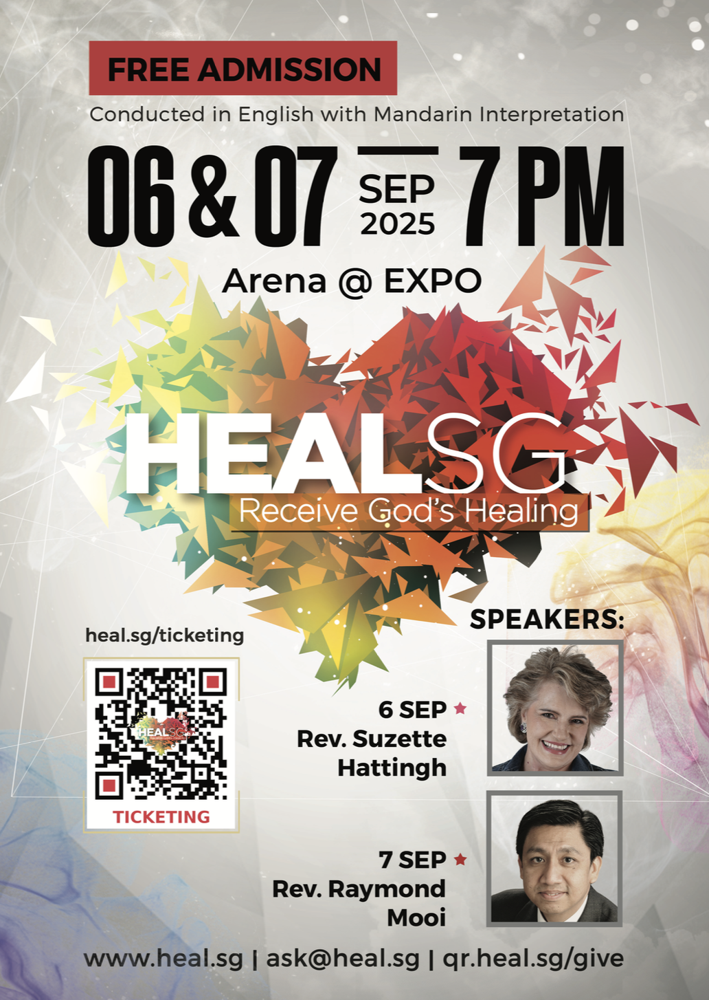 FREE ADMISSION
Conducted in English with Mandarin Interpretation
06 & 07 SEP 2025 7 PM
Arena @ EXPO
HEALSG
Receive God's Healing
heal.sg/ticketing
HEALSG
TICKETING
SPEAKERS:
6 SEP
Rev. Suzette
Hattingh
7 SEP
Rev. Raymond
Mooi
www.heal.sg | ask@heal.sg | qr.heal.sg/give